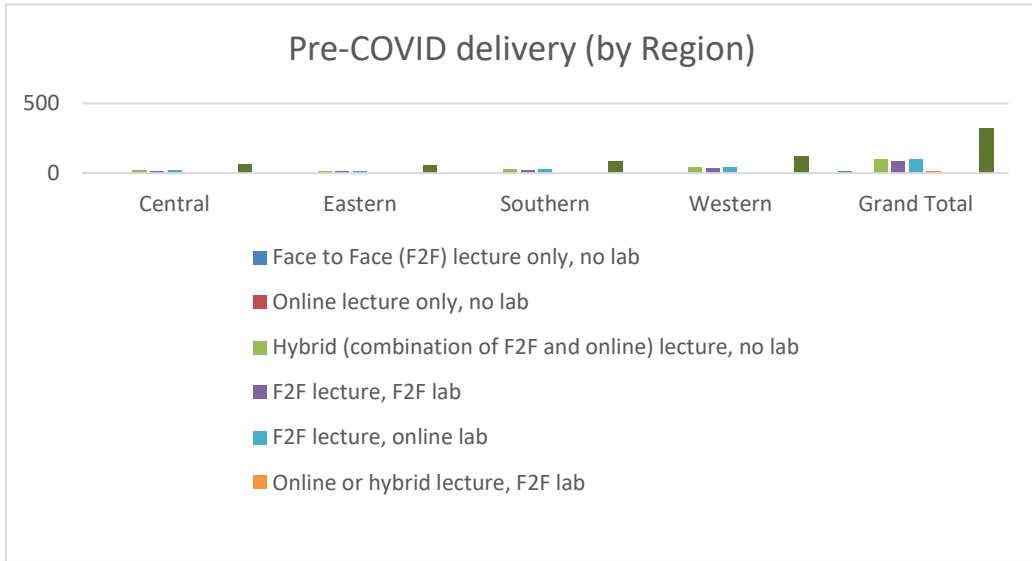 Pre-COVID delivery (by Region)
500
0
Central Eastern Southern Western Grand Total
Face to Face (F2F) lecture only, no lab
Online lecture only, no lab
Hybrid (combination of F2F and online) lecture, no lab
F2F lecture, F2F lab
F2F lecture, online lab
Online or hybrid lecture, F2F lab